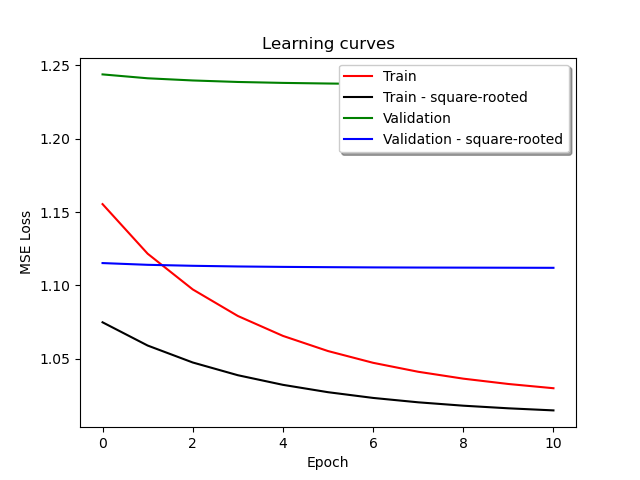 Learning curves
1.25
1.20
1.15
1.10
1.05
MSE Loss
Train
Train - square-rooted
Validation
Validation - square-rooted
0
2
4
6
8
10
Epoch